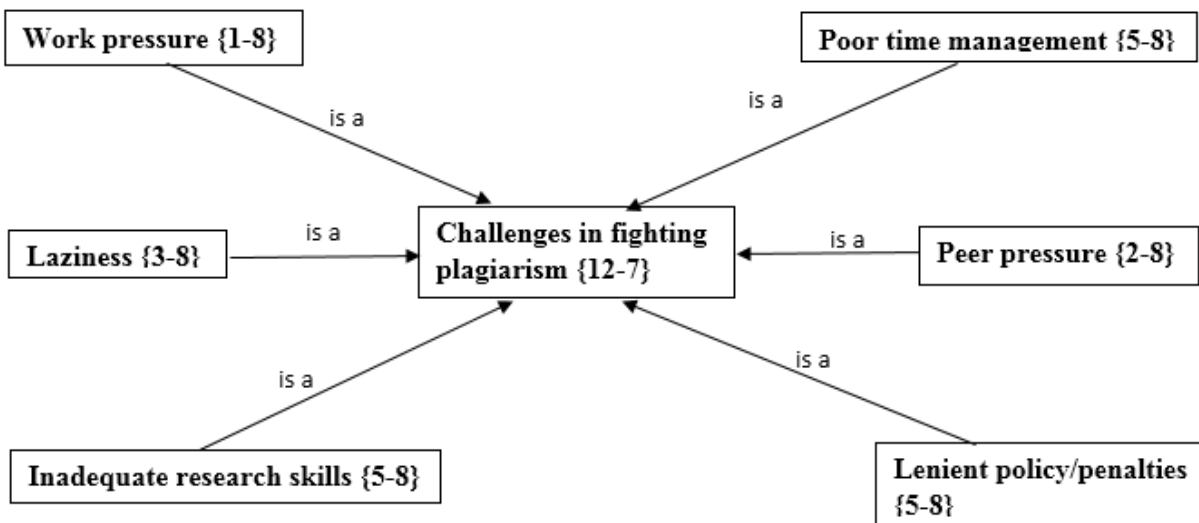 Work pressure {1-8}
Poor time management {5-8}
is a
is a
Challenges in fighting
plagiarism {12-7}
Laziness {3-8}
is a
is a
Peer pressure {2-8}
is a
is a
Inadequate research skills {5-8}
Lenient policy/penalties
{5-8}